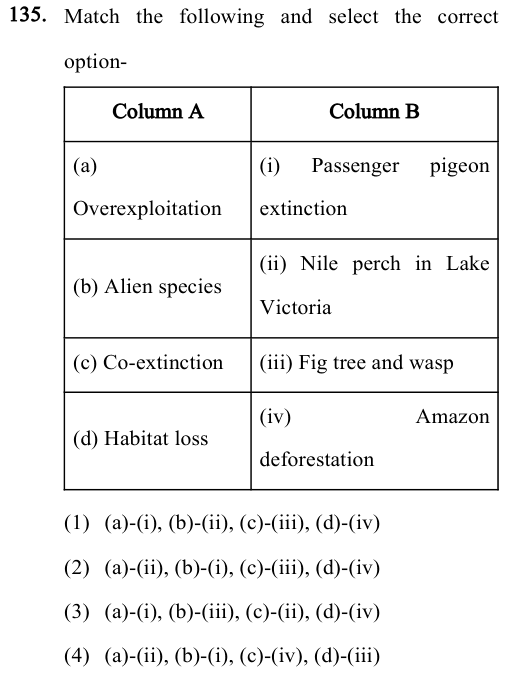 135. Match the following and select the correct
option-
Column A
Column B
(a)
Overexploitation
(i) Passenger pigeon
extinction
(b) Alien species
(ii) Nile perch in Lake
Victoria
(c) Co-extinction
(iii) Fig tree and wasp
(d) Habitat loss
(iv) Amazon
deforestation
(1) (a)-(i), (b)-(ii), (c)-(iii), (d)-(iv)
(2) (a)-(ii), (b)-(i), (c)-(iii), (d)-(iv)
(3) (a)-(i), (b)-(iii), (c)-(ii), (d)-(iv)
(4) (a)-(ii), (b)-(i), (c)-(iv), (d)-(iii)